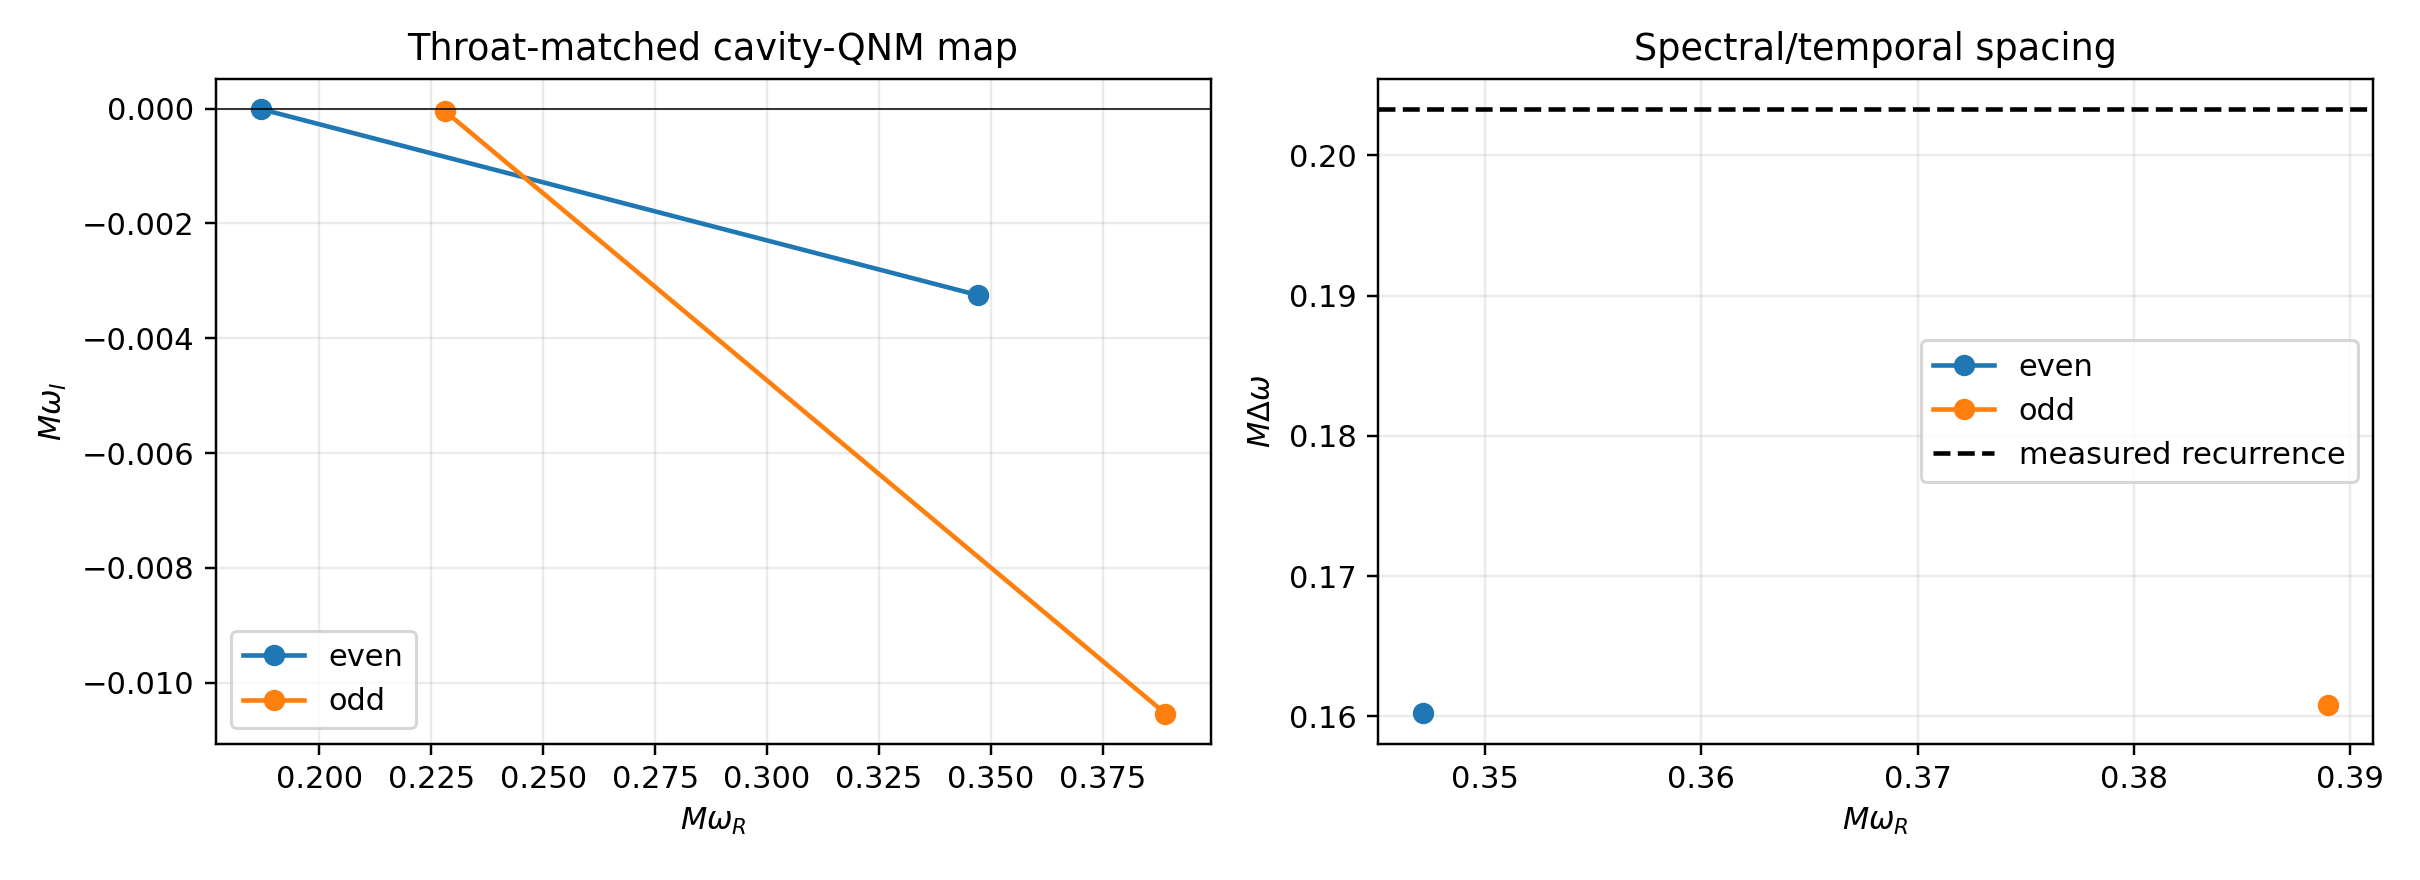 Throat-matched cavity-QNM map
0.000
−0.002
−0.004
−0.006
−0.008
−0.010
Mω_I
even
odd
0.200 0.225 0.250 0.275 0.300 0.325 0.350 0.375
Mω_R
Spectral/temporal spacing
0.20
0.19
0.18
0.17
0.16
MΔω
even
odd
measured recurrence
0.35 0.36 0.37 0.38 0.39
Mω_R